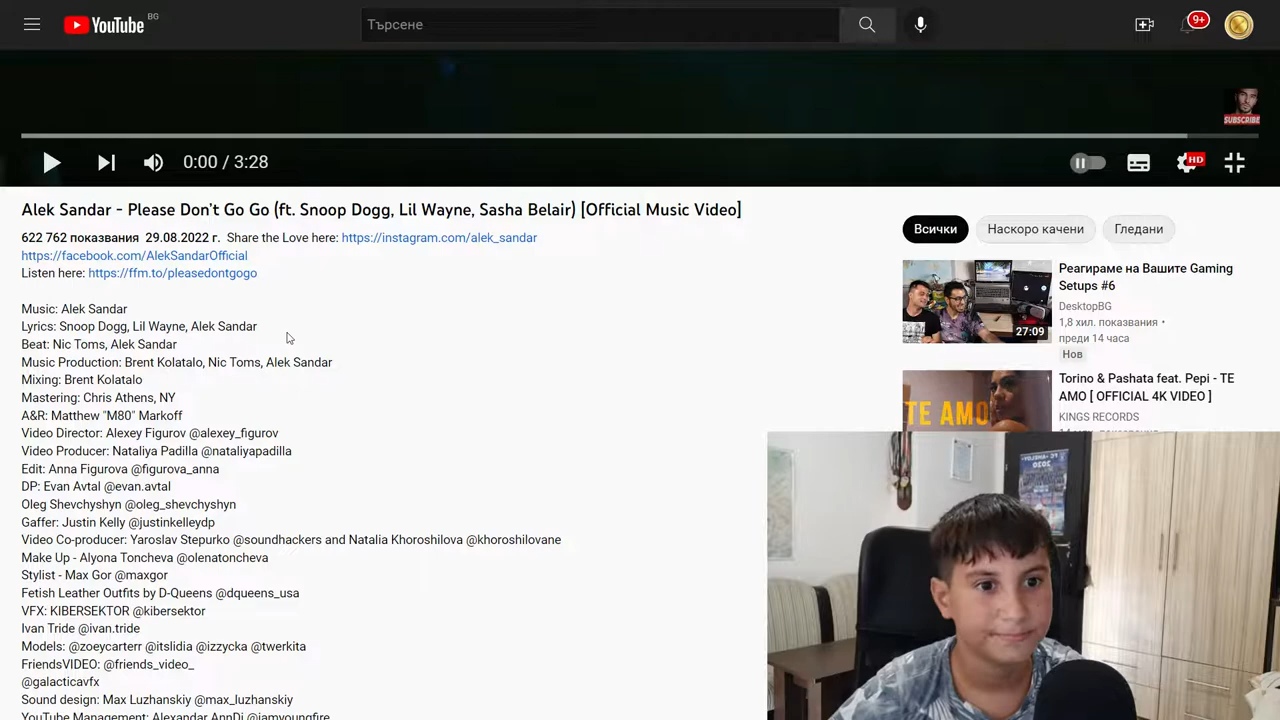 YouTube BG
Търсене
9+
SUBSCRIBE
0:00 / 3:28
HD
Alek Sandar - Please Don't Go Go (ft. Snoop Dogg, Lil Wayne, Sasha Belair) [Official Music Video]
622 762 показвания 29.08.2022 г. Share the Love here: https://instagram.com/alek_sandar
https://facebook.com/AlekSandarOfficial
Listen here: https://ffm.to/pleasedontgogo
Music: Alek Sandar
Lyrics: Snoop Dogg, Lil Wayne, Alek Sandar
Beat: Nic Toms, Alek Sandar
Music Production: Brent Kolatalo, Nic Toms, Alek Sandar
Mixing: Brent Kolatalo
Mastering: Chris Athens, NY
A&R: Matthew "M80" Markoff
Video Director: Alexey Figurov @alexey_figurov
Video Producer: Nataliya Padilla @nataliyapadilla
Edit: Anna Figurova @figurova_anna
DP: Evan Avtal @evan.avtal
Oleg Shevchyshyn @oleg_shevchyshyn
Gaffer: Justin Kelly @justinkelleydp
Video Co-producer: Yaroslav Stepurko @soundhackers and Natalia Khoroshilova @khoroshilovane
Make Up - Alyona Toncheva @olenatoncheva
Stylist - Max Gor @maxgor
Fetish Leather Outfits by D-Queens @dqueens_usa
VFX: KIBERSEKTOR @kibersektor
Ivan Tride @ivan.tride
Models: @zoeycarterr @itslidia @izzycka @twerkita
FriendsVIDEO: @friends_video_
@galacticavfx
Sound design: Max Luzhanskiy @max_luzhanskiy
YouTube Management: Alexandar AnnDi @iamyoungfire
Всички
Наскоро качени
Гледани
27:09
Реагираме на Вашите Gaming
Setups #6
DesktopBG
1,8 хил. показвания •
преди 14 часа
Нов
TE AMO
Torino & Pashata feat. Pepi - TE
AMO [ OFFICIAL 4K VIDEO ]
KINGS RECORDS
2030